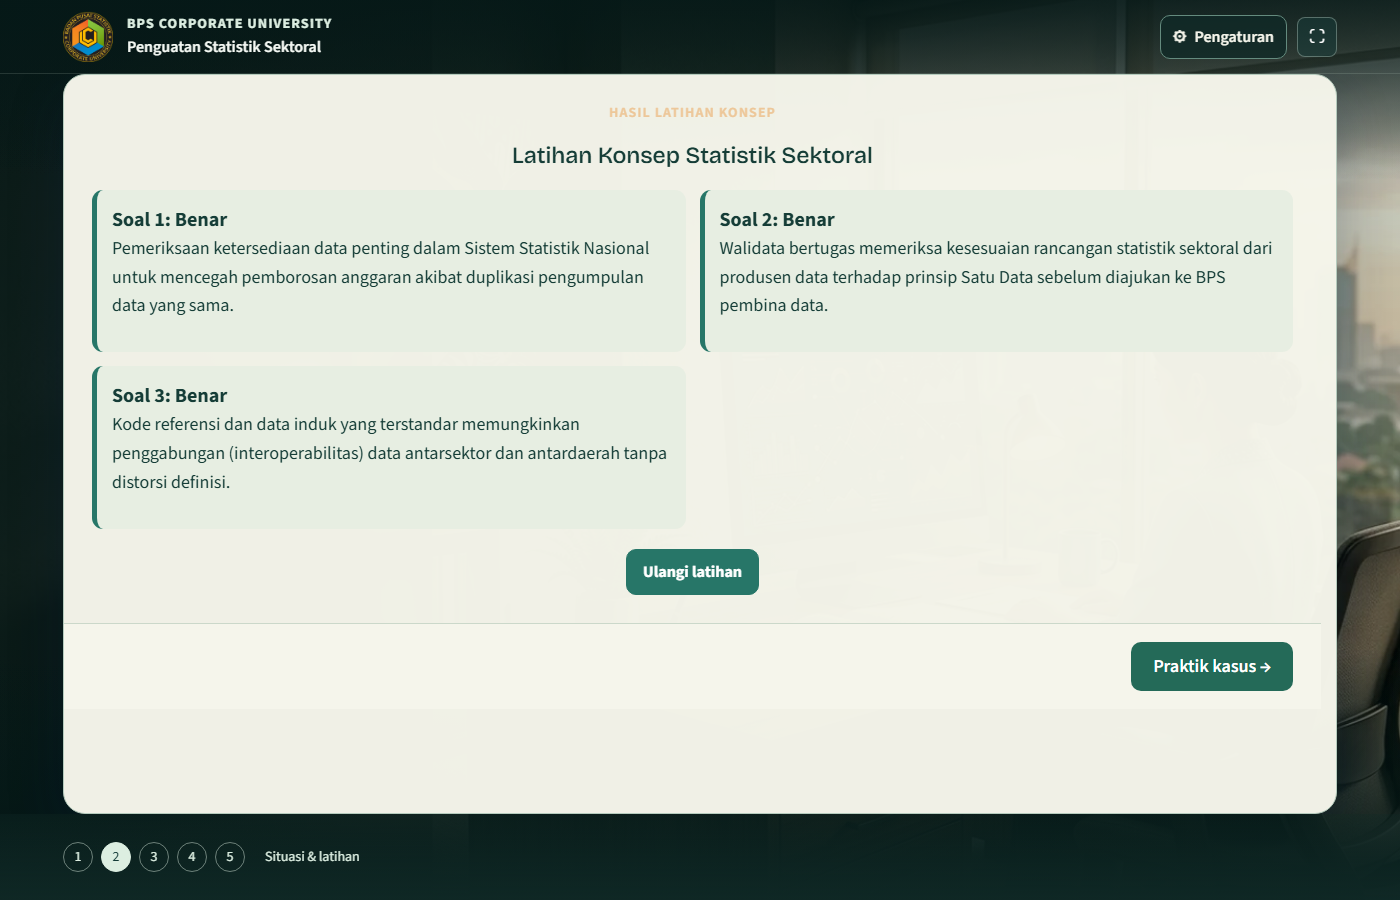 BPS CORPORATE UNIVERSITY
Penguatan Statistik Sektoral
Pengaturan
HASIL LATIHAN KONSEP
Latihan Konsep Statistik Sektoral
Soal 1: Benar
Pemeriksaan ketersediaan data penting dalam Sistem Statistik Nasional
untuk mencegah pemborosan anggaran akibat duplikasi pengumpulan
data yang sama.
Soal 2: Benar
Walidata bertugas memeriksa kesesuaian rancangan statistik sektoral dari
produsen data terhadap prinsip Satu Data sebelum diajukan ke BPS
pembina data.
Soal 3: Benar
Kode referensi dan data induk yang terstandar memungkinkan
penggabungan (interoperabilitas) data antarsektor dan antardaerah tanpa
distorsi definisi.
Ulangi latihan
Praktik kasus →
1 2 3 4 5 Situasi & latihan